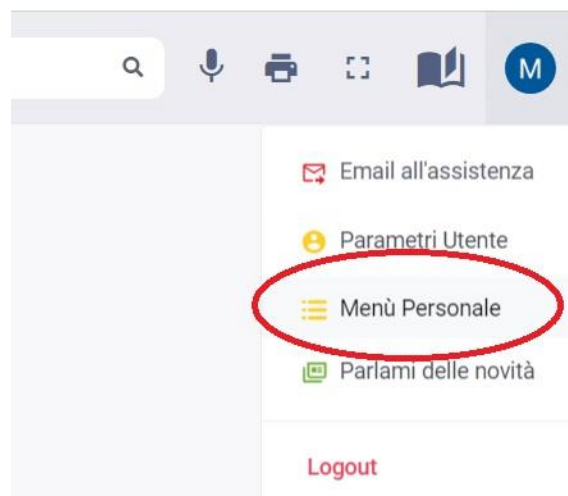 M
Email all'assistenza
Parametri Utente
Menù Personale
Parlami delle novità
Logout